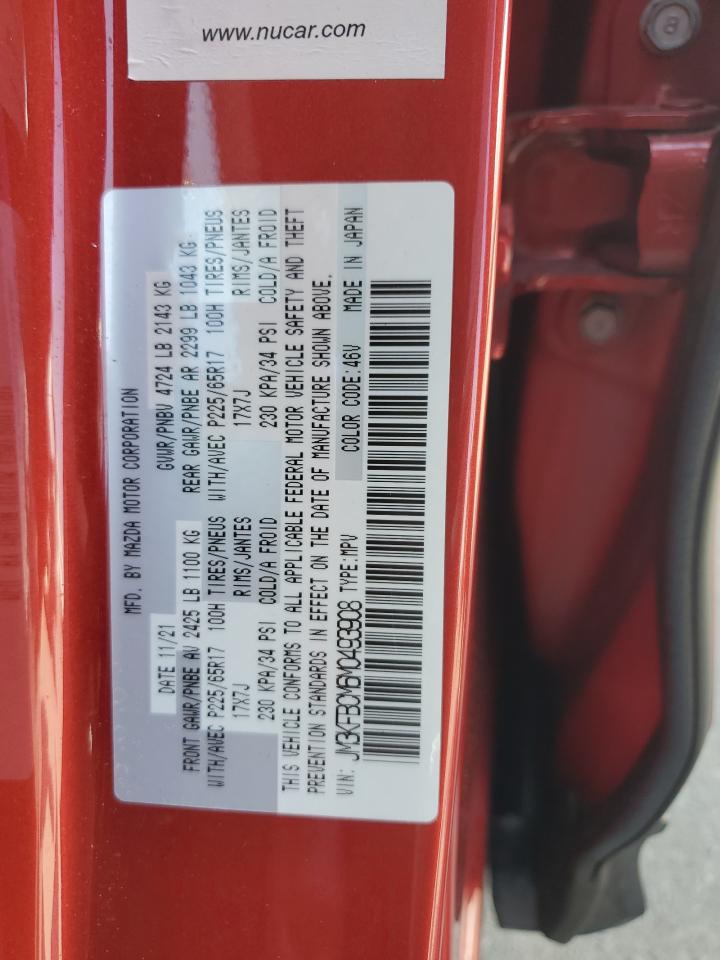 www.nucar.com
MFD. BY MAZDA MOTOR CORPORATION
DATE 11/21 GVWR/PNBV 4724 LB 2143 KG
FRONT GAWR/PNBE AV 2425 LB 1100 KG REAR GAWR/PNBE AR 2299 LB 1043 KG
WITH/AVEC P225/65R17 100H TIRES/PNEUS WITH/AVEC P225/65R17 100H TIRES/PNEUS
17X7J RIMS/JANTES 17X7J RIMS/JANTES
230 KPA/34 PSI COLD/A FROID 230 KPA/34 PSI COLD/A FROID
THIS VEHICLE CONFORMS TO ALL APPLICABLE FEDERAL MOTOR VEHICLE SAFETY AND THEFT
PREVENTION STANDARDS IN EFFECT ON THE DATE OF MANUFACTURE SHOWN ABOVE.
VIN: JM3KFBCM6M0493908 TYPE:MPV COLOR CODE:46V MADE IN JAPAN
8